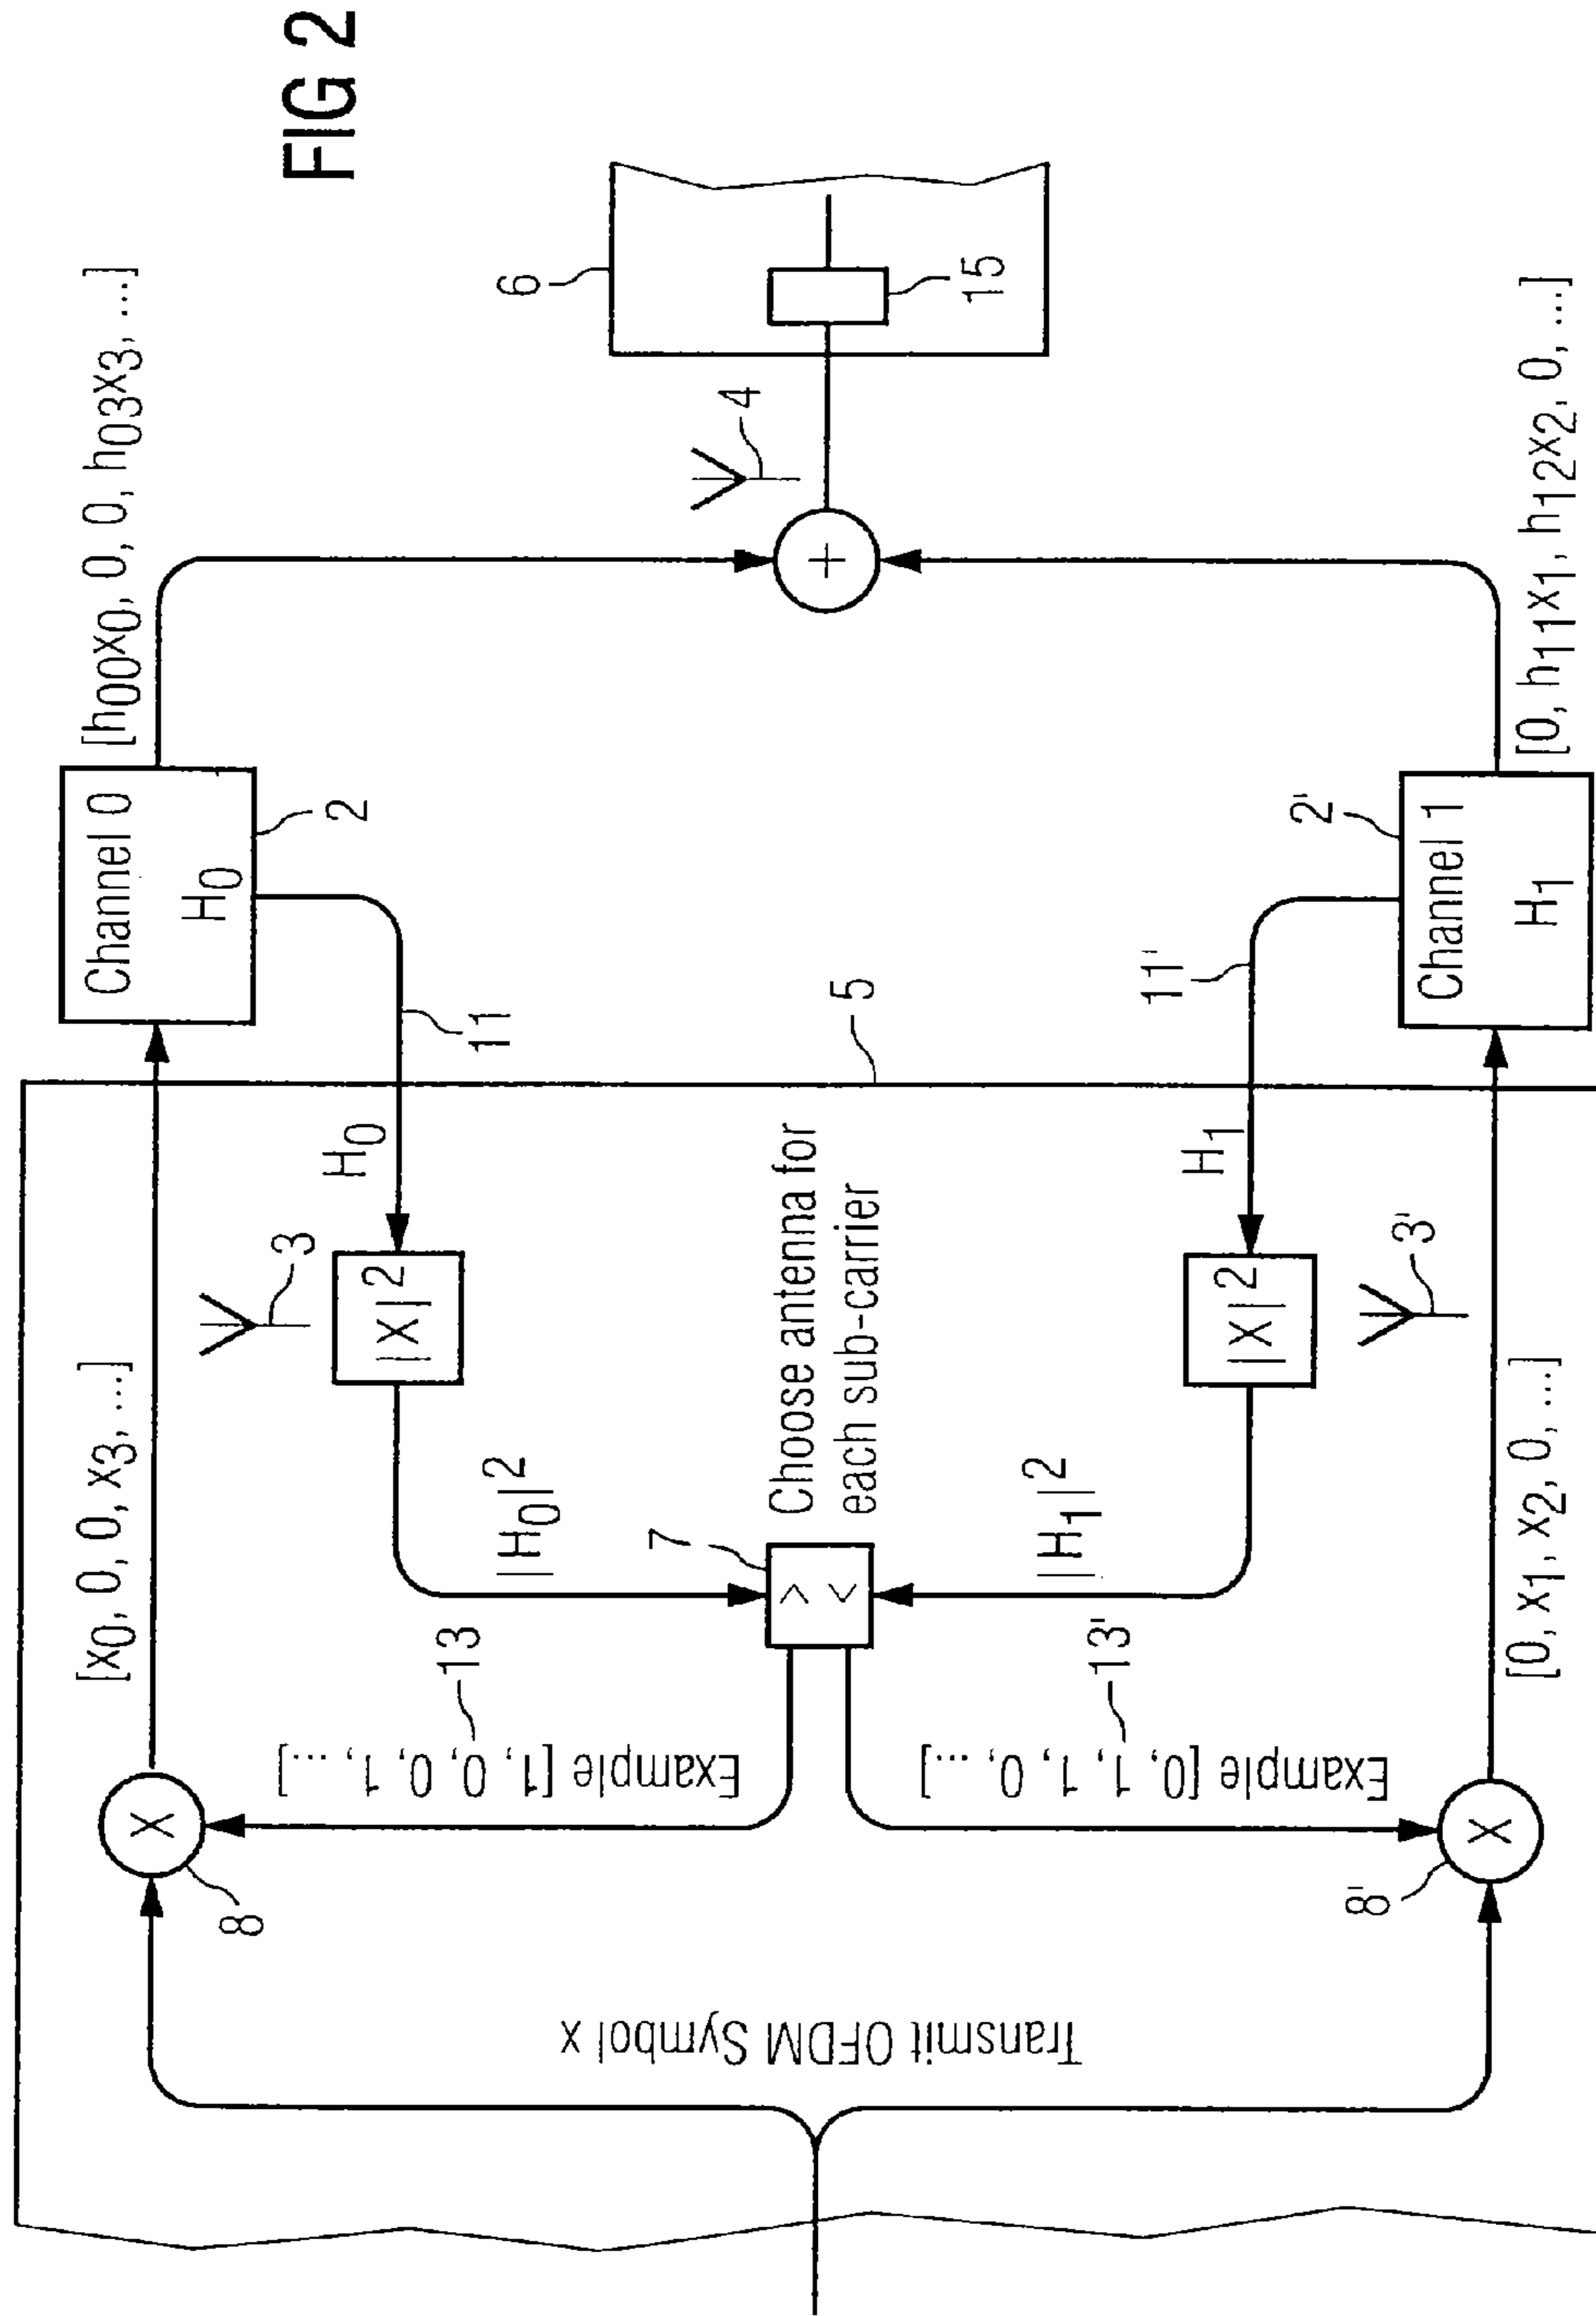 FIG 2
[h00x0, 0, 0, h03x3, ...]
6
15
4
Channel 0
H0
2
11
5
2'
Channel 1
H1
11'
[0, h11x1, h12x2, 0, ...]
H0
3
|X|²
[x0, 0, 0, x3, ...]
||H0||²
Choose antenna for
each sub-carrier
7
H1
|X|²
3'
||H1||²
[0, x1, x2, 0, ...]
13
Example [1, 0, 0, 1, ...]
13'
Example [0, 1, 1, 0, ...]
X
8
X
8'
Transmit OFDM Symbol x
+
>
<